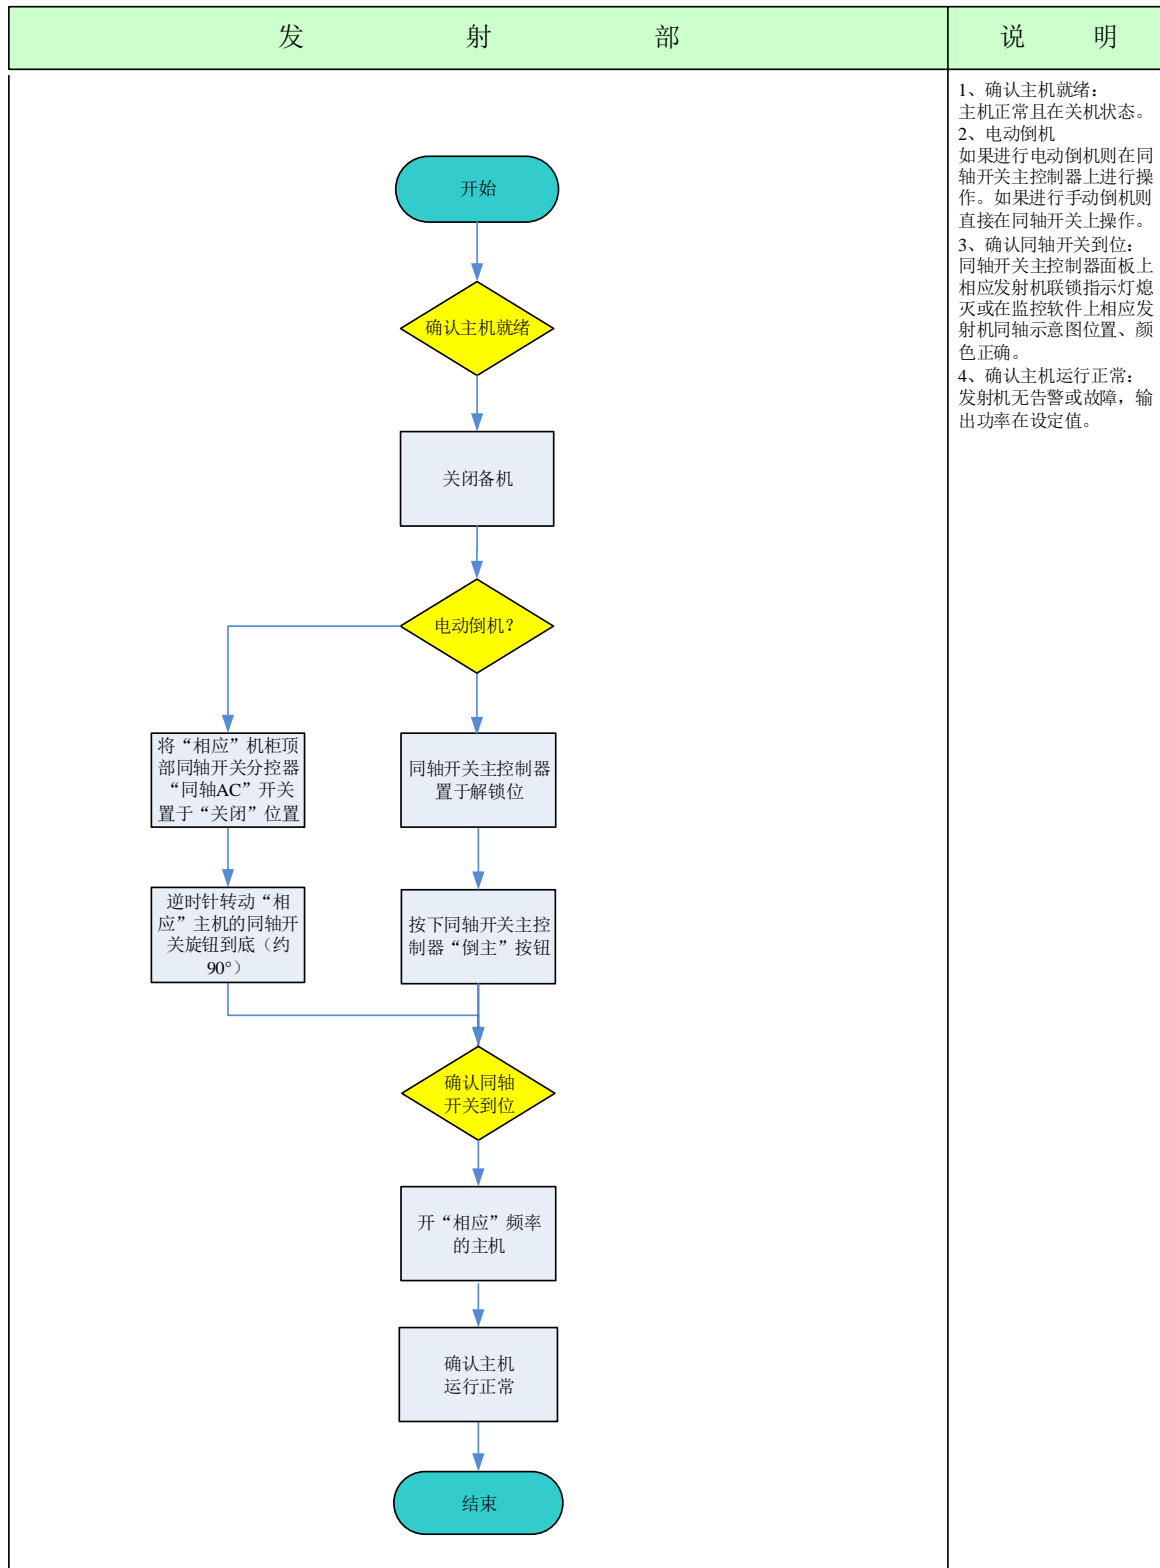 发 射 部
说 明
开始
确认主机就绪
关闭备机
电动倒机？
将“相应”机柜顶
部同轴开关分控器
“同轴AC”开关
置于“关闭”位置
同轴开关主控制器
置于解锁位
逆时针转动“相
应”主机的同轴开
关旋钮到底（约
90°）
按下同轴开关主控
制器“倒主”按钮
确认同轴
开关到位
开“相应”频率
的主机
确认主机
运行正常
结束
1、确认主机就绪：
主机正常且在关机状态。
2、电动倒机
如果进行电动倒机则在同
轴开关主控制器上进行操
作。如果进行手动倒机则
直接在同轴开关上操作。
3、确认同轴开关到位：
同轴开关主控制器面板上
相应发射机联锁指示灯熄
灭或在监控软件上相应发
射机同轴示意图位置、颜
色正确。
4、确认主机运行正常：
发射机无告警或故障，输
出功率在设定值。